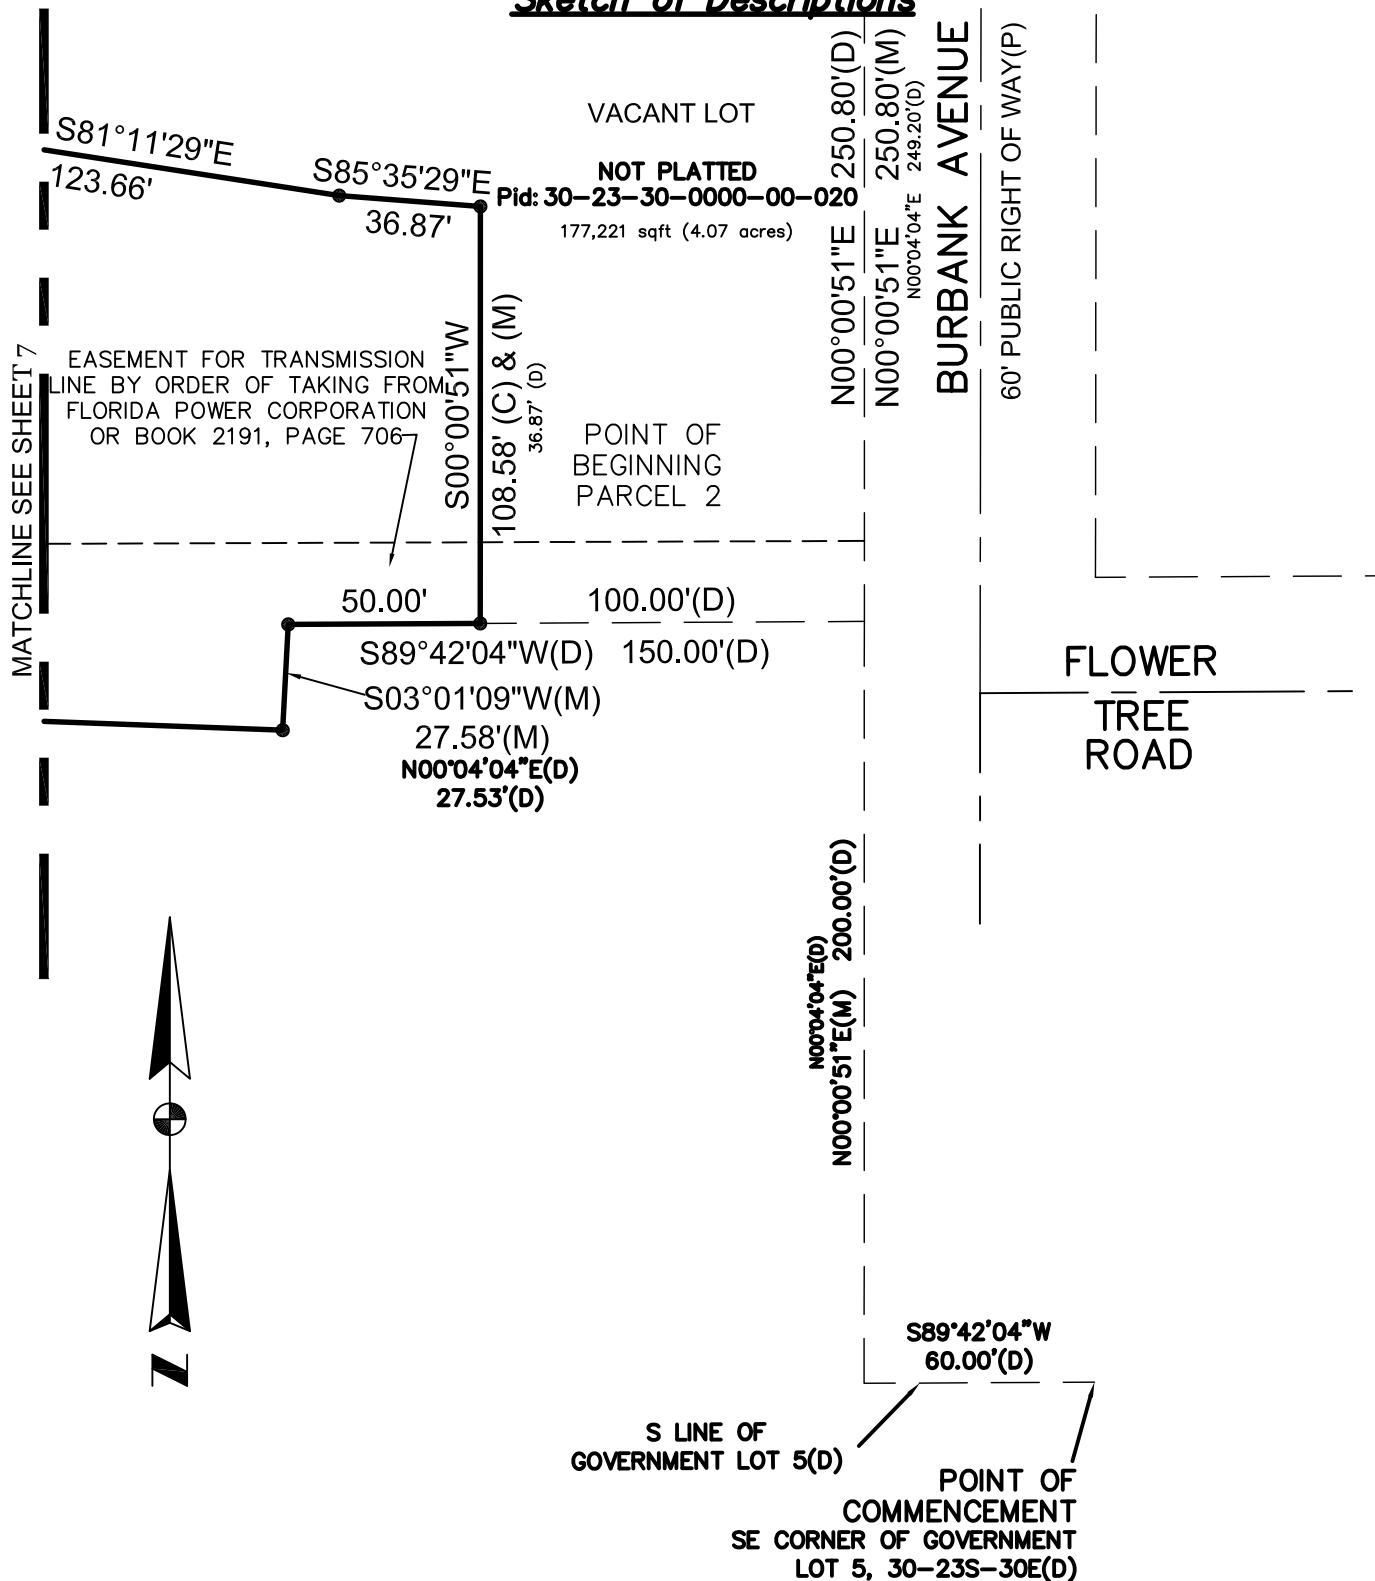 Sketch of Descriptions
VACANT LOT
NOT PLATTED
Pid: 30-23-30-0000-00-020
177,221 sqft (4.07 acres)
S81°11'29"E
123.66'
S85°35'29"E
36.87'
N00°00'51"E 250.80'(D)
N00°00'51"E 250.80'(M)
N00°04'04"E 249.20'(D)
BURBANK AVENUE
60' PUBLIC RIGHT OF WAY(P)
MATCHLINE SEE SHEET 7
EASEMENT FOR TRANSMISSION
LINE BY ORDER OF TAKING FROM
FLORIDA POWER CORPORATION
OR BOOK 2191, PAGE 706
S00°00'51"W
108.58' (C) & (M)
36.87' (D)
POINT OF
BEGINNING
PARCEL 2
50.00'
100.00'(D)
S89°42'04"W(D) 150.00'(D)
S03°01'09"W(M)
27.58'(M)
N00°04'04"E(D)
27.53'(D)
FLOWER
TREE
ROAD
N00°04'04"E(D)
N00°00'51"E(M) 200.00'(D)
N
S89°42'04"W
60.00'(D)
S LINE OF
GOVERNMENT LOT 5(D)
POINT OF
COMMENCEMENT
SE CORNER OF GOVERNMENT
LOT 5, 30-23S-30E(D)